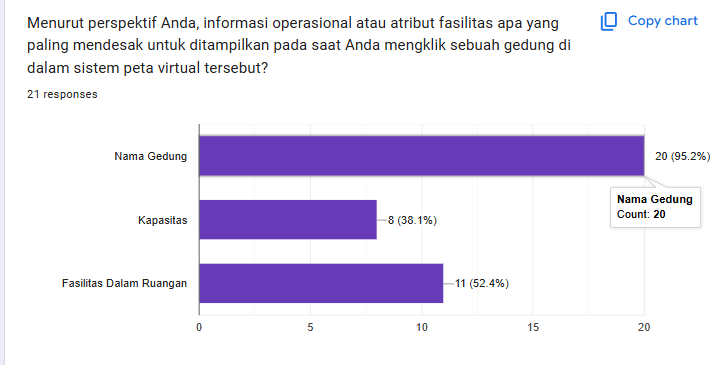 Menurut perspektif Anda, informasi operasional atau atribut fasilitas apa yang
paling mendesak untuk ditampilkan pada saat Anda mengklik sebuah gedung di
dalam sistem peta virtual tersebut?
Copy chart
21 responses
Nama Gedung
20 (95.2%)
Nama Gedung
Count: 20
Kapasitas
8 (38.1%)
Fasilitas Dalam Ruangan
11 (52.4%)
0 5 10 15 20